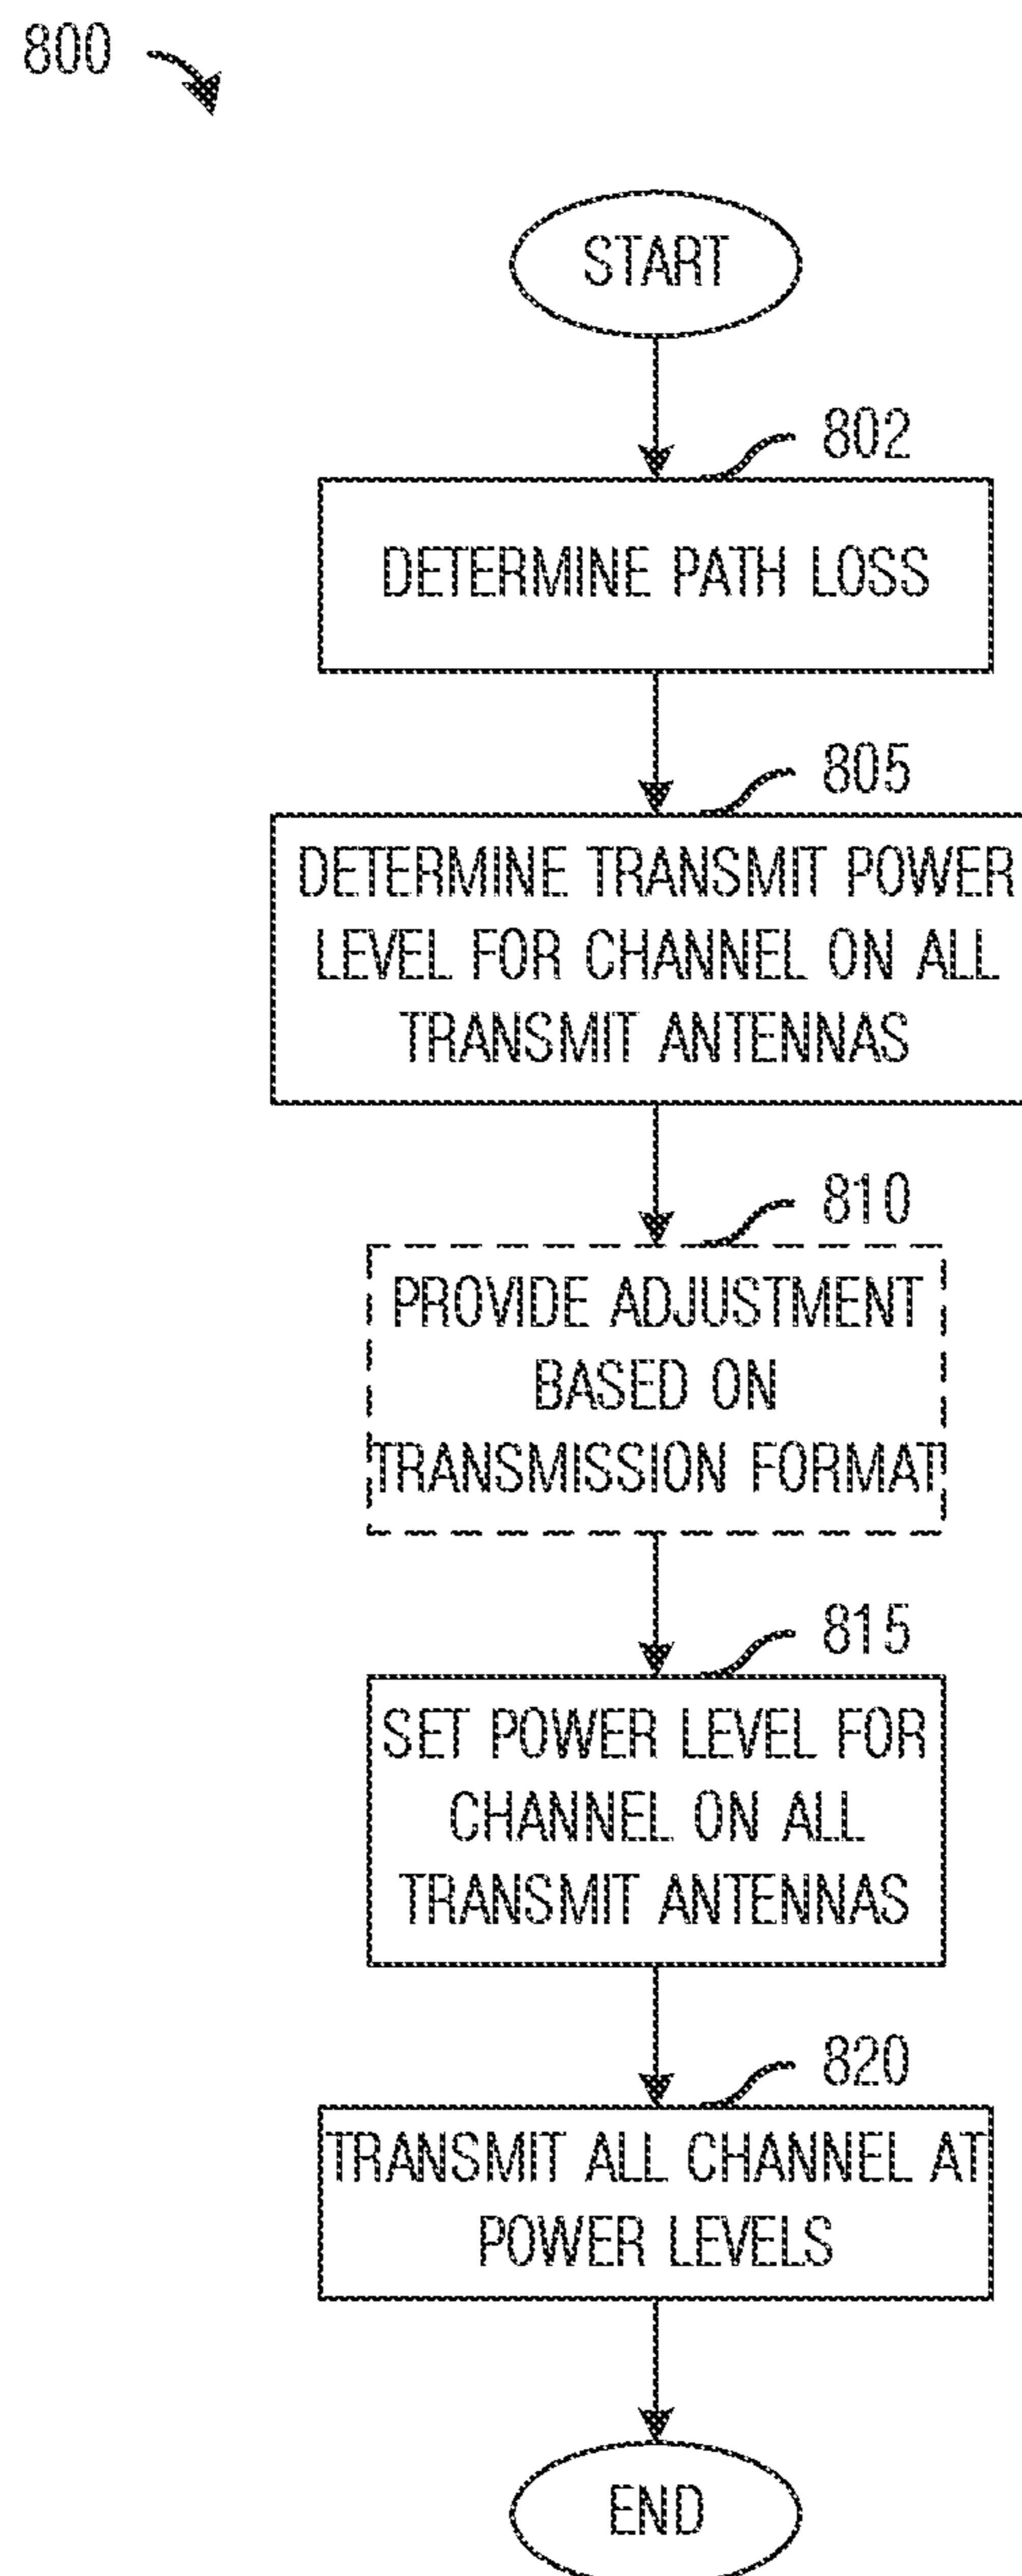 800
START
802
DETERMINE PATH LOSS
805
DETERMINE TRANSMIT POWER
LEVEL FOR CHANNEL ON ALL
TRANSMIT ANTENNAS
810
PROVIDE ADJUSTMENT
BASED ON
TRANSMISSION FORMAT
815
SET POWER LEVEL FOR
CHANNEL ON ALL
TRANSMIT ANTENNAS
820
TRANSMIT ALL CHANNEL AT
POWER LEVELS
END